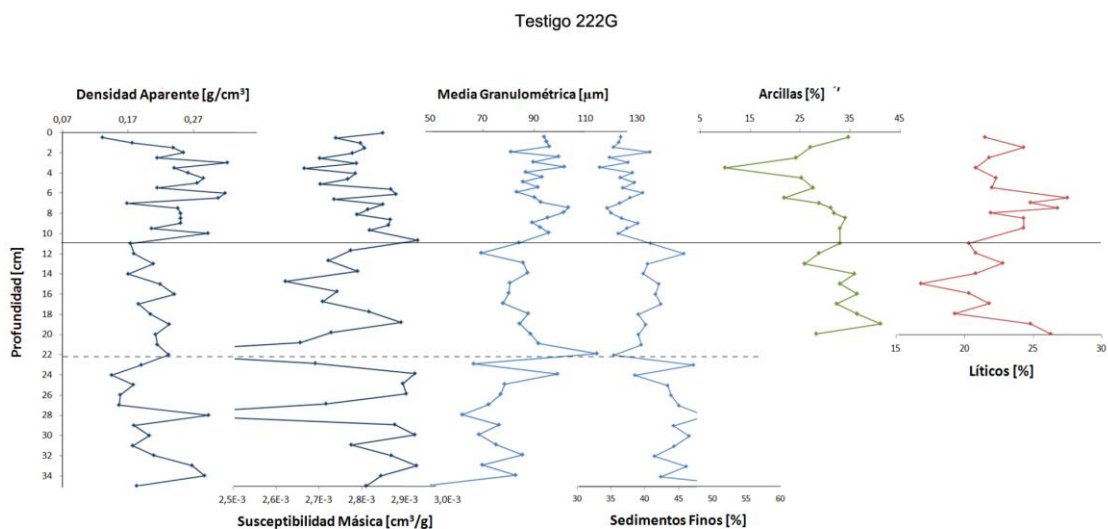 Testigo 222G
Densidad Aparente [g/cm³]
Media Granulométrica [µm]
Arcillas [%] ´,
0,07 0,17 0,27
50 70 90 110 130
5 15 25 35 45
Profundidad [cm]
0
2
4
6
8
10
12
14
16
18
20
22
24
26
28
30
32
34
15 20 25 30
Líticos [%]
2,5E-3 2,6E-3 2,7E-3 2,8E-3 2,9E-3 3,0E-3
30 35 40 45 50 55 60
Susceptibilidad Másica [cm³/g]
Sedimentos Finos [%]